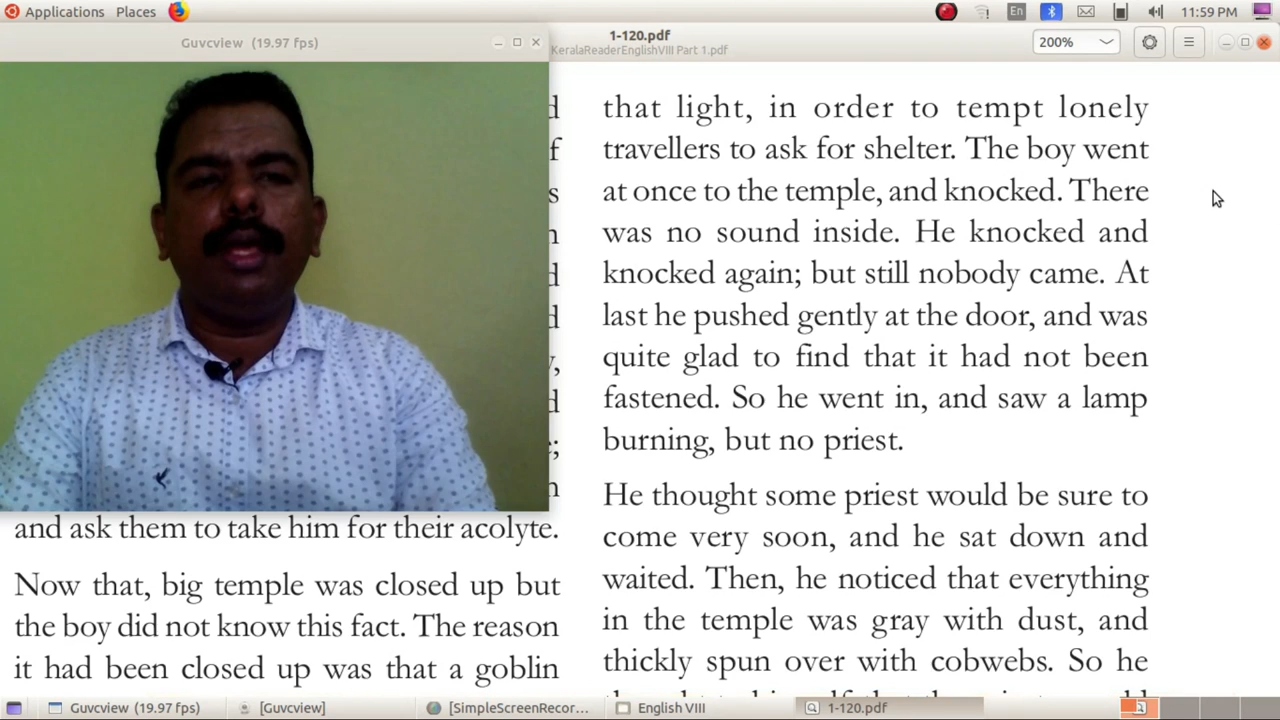 Applications Places
En
11:59 PM
Guvcview (19.97 fps)
1-120.pdf
KeralaReaderEnglishVIII Part 1.pdf
200%
and ask them to take him for their acolyte.
Now that, big temple was closed up but
the boy did not know this fact. The reason
it had been closed up was that a goblin
that light, in order to tempt lonely
travellers to ask for shelter. The boy went
at once to the temple, and knocked. There
was no sound inside. He knocked and
knocked again; but still nobody came. At
last he pushed gently at the door, and was
quite glad to find that it had not been
fastened. So he went in, and saw a lamp
burning, but no priest.
He thought some priest would be sure to
come very soon, and he sat down and
waited. Then, he noticed that everything
in the temple was gray with dust, and
thickly spun over with cobwebs. So he
Guvcview (19.97 fps)
[Guvcview]
[SimpleScreenRecor...
English VIII
1-120.pdf